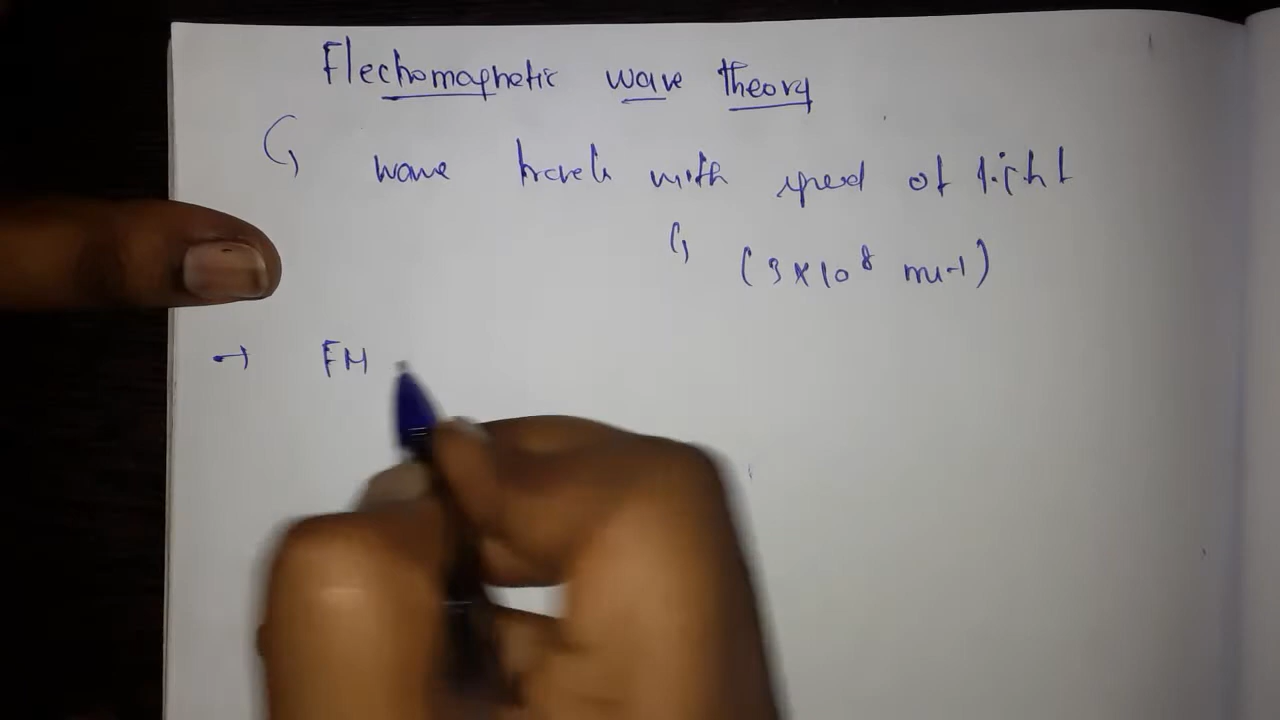 Electromagnetic wave theory
wave travels with speed of light
(3×10⁸ ms-1)
→ EM